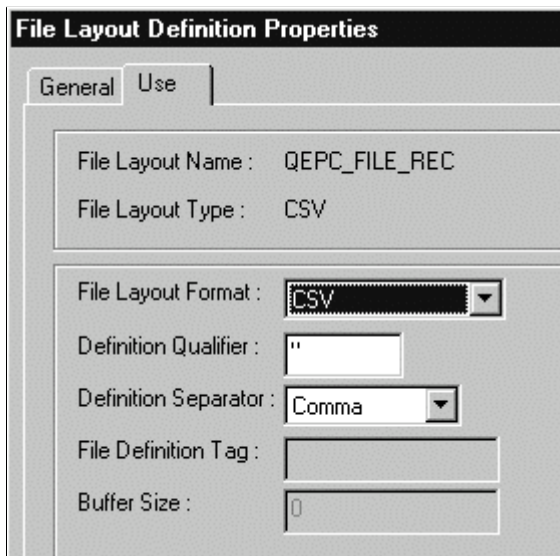 File Layout Definition Properties
General Use
File Layout Name : QEPC_FILE_REC
File Layout Type : CSV
File Layout Format : CSV
Definition Qualifier : "
Definition Separator : Comma
File Definition Tag :
Buffer Size : 0